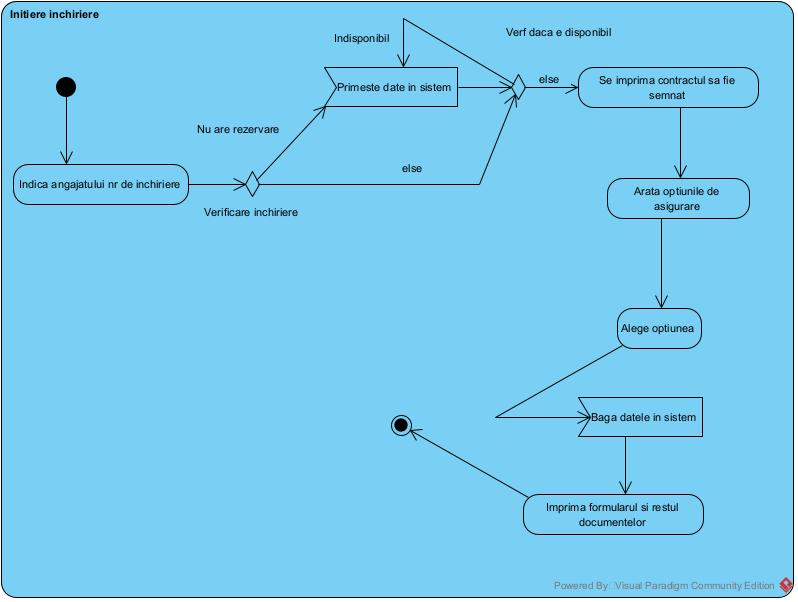 Initiere inchiriere
Indisponibil
Verf daca e disponibil
Primeste date in sistem
else
Se imprima contractul sa fie
semnat
Nu are rezervare
else
Indica angajatului nr de inchiriere
Verificare inchiriere
Arata optiunile de
asigurare
Alege optiunea
Baga datele in sistem
Imprima formularul si restul
documentelor
Powered By: Visual Paradigm Community Edition